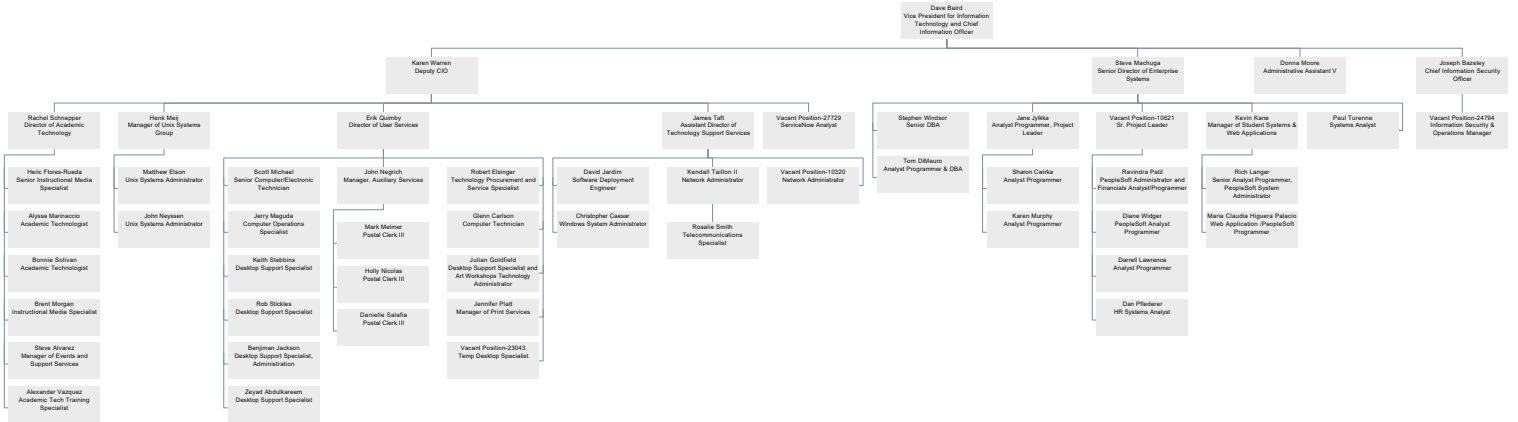 Dave Baird
Vice President for Information
Technology and Chief
Information Officer
Karen Warren
Deputy CIO
Steve Machuga
Senior Director of Enterprise
Systems
Donna Moore
Administrative Assistant V
Joseph Bazeley
Chief Information Security
Officer
Rachel Schnepper
Director of Academic
Technology
Henk Meij
Manager of Unix Systems
Group
Erik Quimby
Director of User Services
James Taft
Assistant Director of
Technology Support Services
Vacant Position-27729
ServiceNow Analyst
Stephen Windsor
Senior DBA
Jane Jylkka
Analyst Programmer, Project
Leader
Vacant Position-10821
Sr. Project Leader
Kevin Kane
Manager of Student Systems &
Web Applications
Paul Turenne
Systems Analyst
Vacant Position-24794
Information Security &
Operations Manager
Heric Flores-Rueda
Senior Instructional Media
Specialist
Alyssa Marinaccio
Academic Technologist
Bonnie Solivan
Academic Technologist
Brent Morgan
Instructional Media Specialist
Steve Alvarez
Manager of Events and
Support Services
Alexander Vazquez
Academic Tech Training
Specialist
Matthew Elson
Unix Systems Administrator
John Neyssen
Unix Systems Administrator
Scott Michael
Senior Computer/Electronic
Technician
Jerry Maguda
Computer Operations
Specialist
Keith Stebbins
Desktop Support Specialist
Rob Stickles
Desktop Support Specialist
Benjiman Jackson
Desktop Support Specialist,
Administration
Zeyad Abdulkareem
Desktop Support Specialist
John Negrich
Manager, Auxiliary Services
Mark Melmer
Postal Clerk III
Holly Nicolas
Postal Clerk III
Danielle Salafia
Postal Clerk III
Robert Elsinger
Technology Procurement and
Service Specialist
Glenn Carlson
Computer Technician
Julian Goldfield
Desktop Support Specialist and
Art Workshops Technology
Administrator
Jennifer Platt
Manager of Print Services
Vacant Position-23043
Temp Desktop Specialist
David Jardim
Software Deployment
Engineer
Christopher Caesar
Windows System Administrator
Kendall Taillon II
Network Administrator
Rosalie Smith
Telecommunications
Specialist
Vacant Position-10320
Network Administrator
Tom DiMauro
Analyst Programmer & DBA
Sharon Cwirka
Analyst Programmer
Karen Murphy
Analyst Programmer
Ravindra Patil
PeopleSoft Administrator and
Financials Analyst/Programmer
Diane Widger
PeopleSoft Analyst
Programmer
Darrell Lawrence
Analyst Programmer
Dan Pflederer
HR Systems Analyst
Rich Langer
Senior Analyst Programmer,
PeopleSoft System
Administrator
Maria Claudia Higuera Palacio
Web Application /PeopleSoft
Programmer